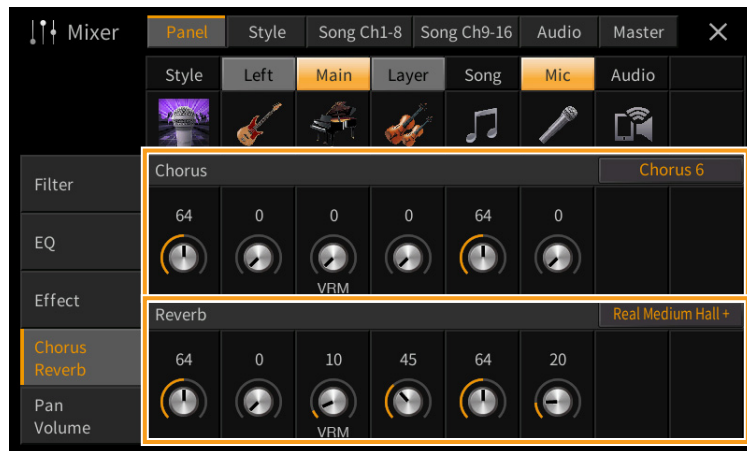 Mixer
Panel Style Song Ch1-8 Song Ch9-16 Audio Master
Style Left Main Layer Song Mic Audio
Filter
EQ
Effect
Chorus
Reverb
Pan
Volume
Chorus Chorus 6
64 0 0 0 64 0
VRM
Reverb Real Medium Hall +
64 0 10 45 64 20
VRM